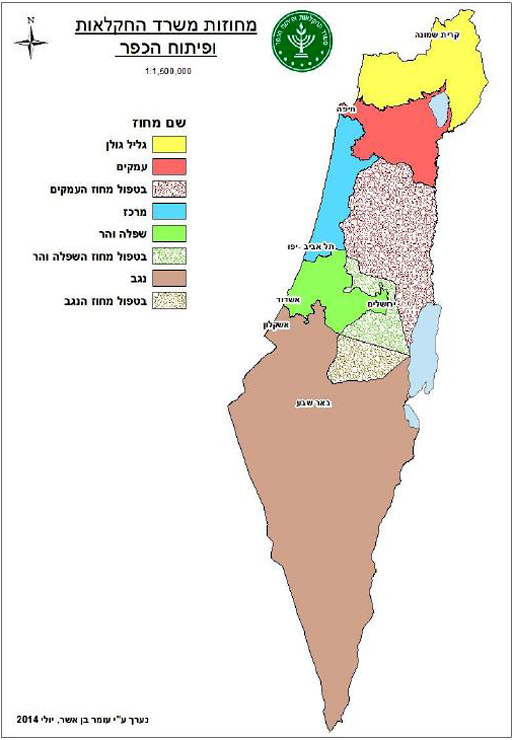 מחוזות משרד החקלאות
ופיתוח הכפר
1:1,500,000
שם מחוז
גליל גולן
עמקים
בטפול מחוז העמקים
מרכז
שפלה והר
בטפול מחוז השפלה והר
נגב
בטפול מחוז הנגב
קרית שמונה
חיפה
תל אביב -יפו
ירושלים
אשדוד
אשקלון
באר שבע
נערך ע"י עומר בן אשר, יולי 2014